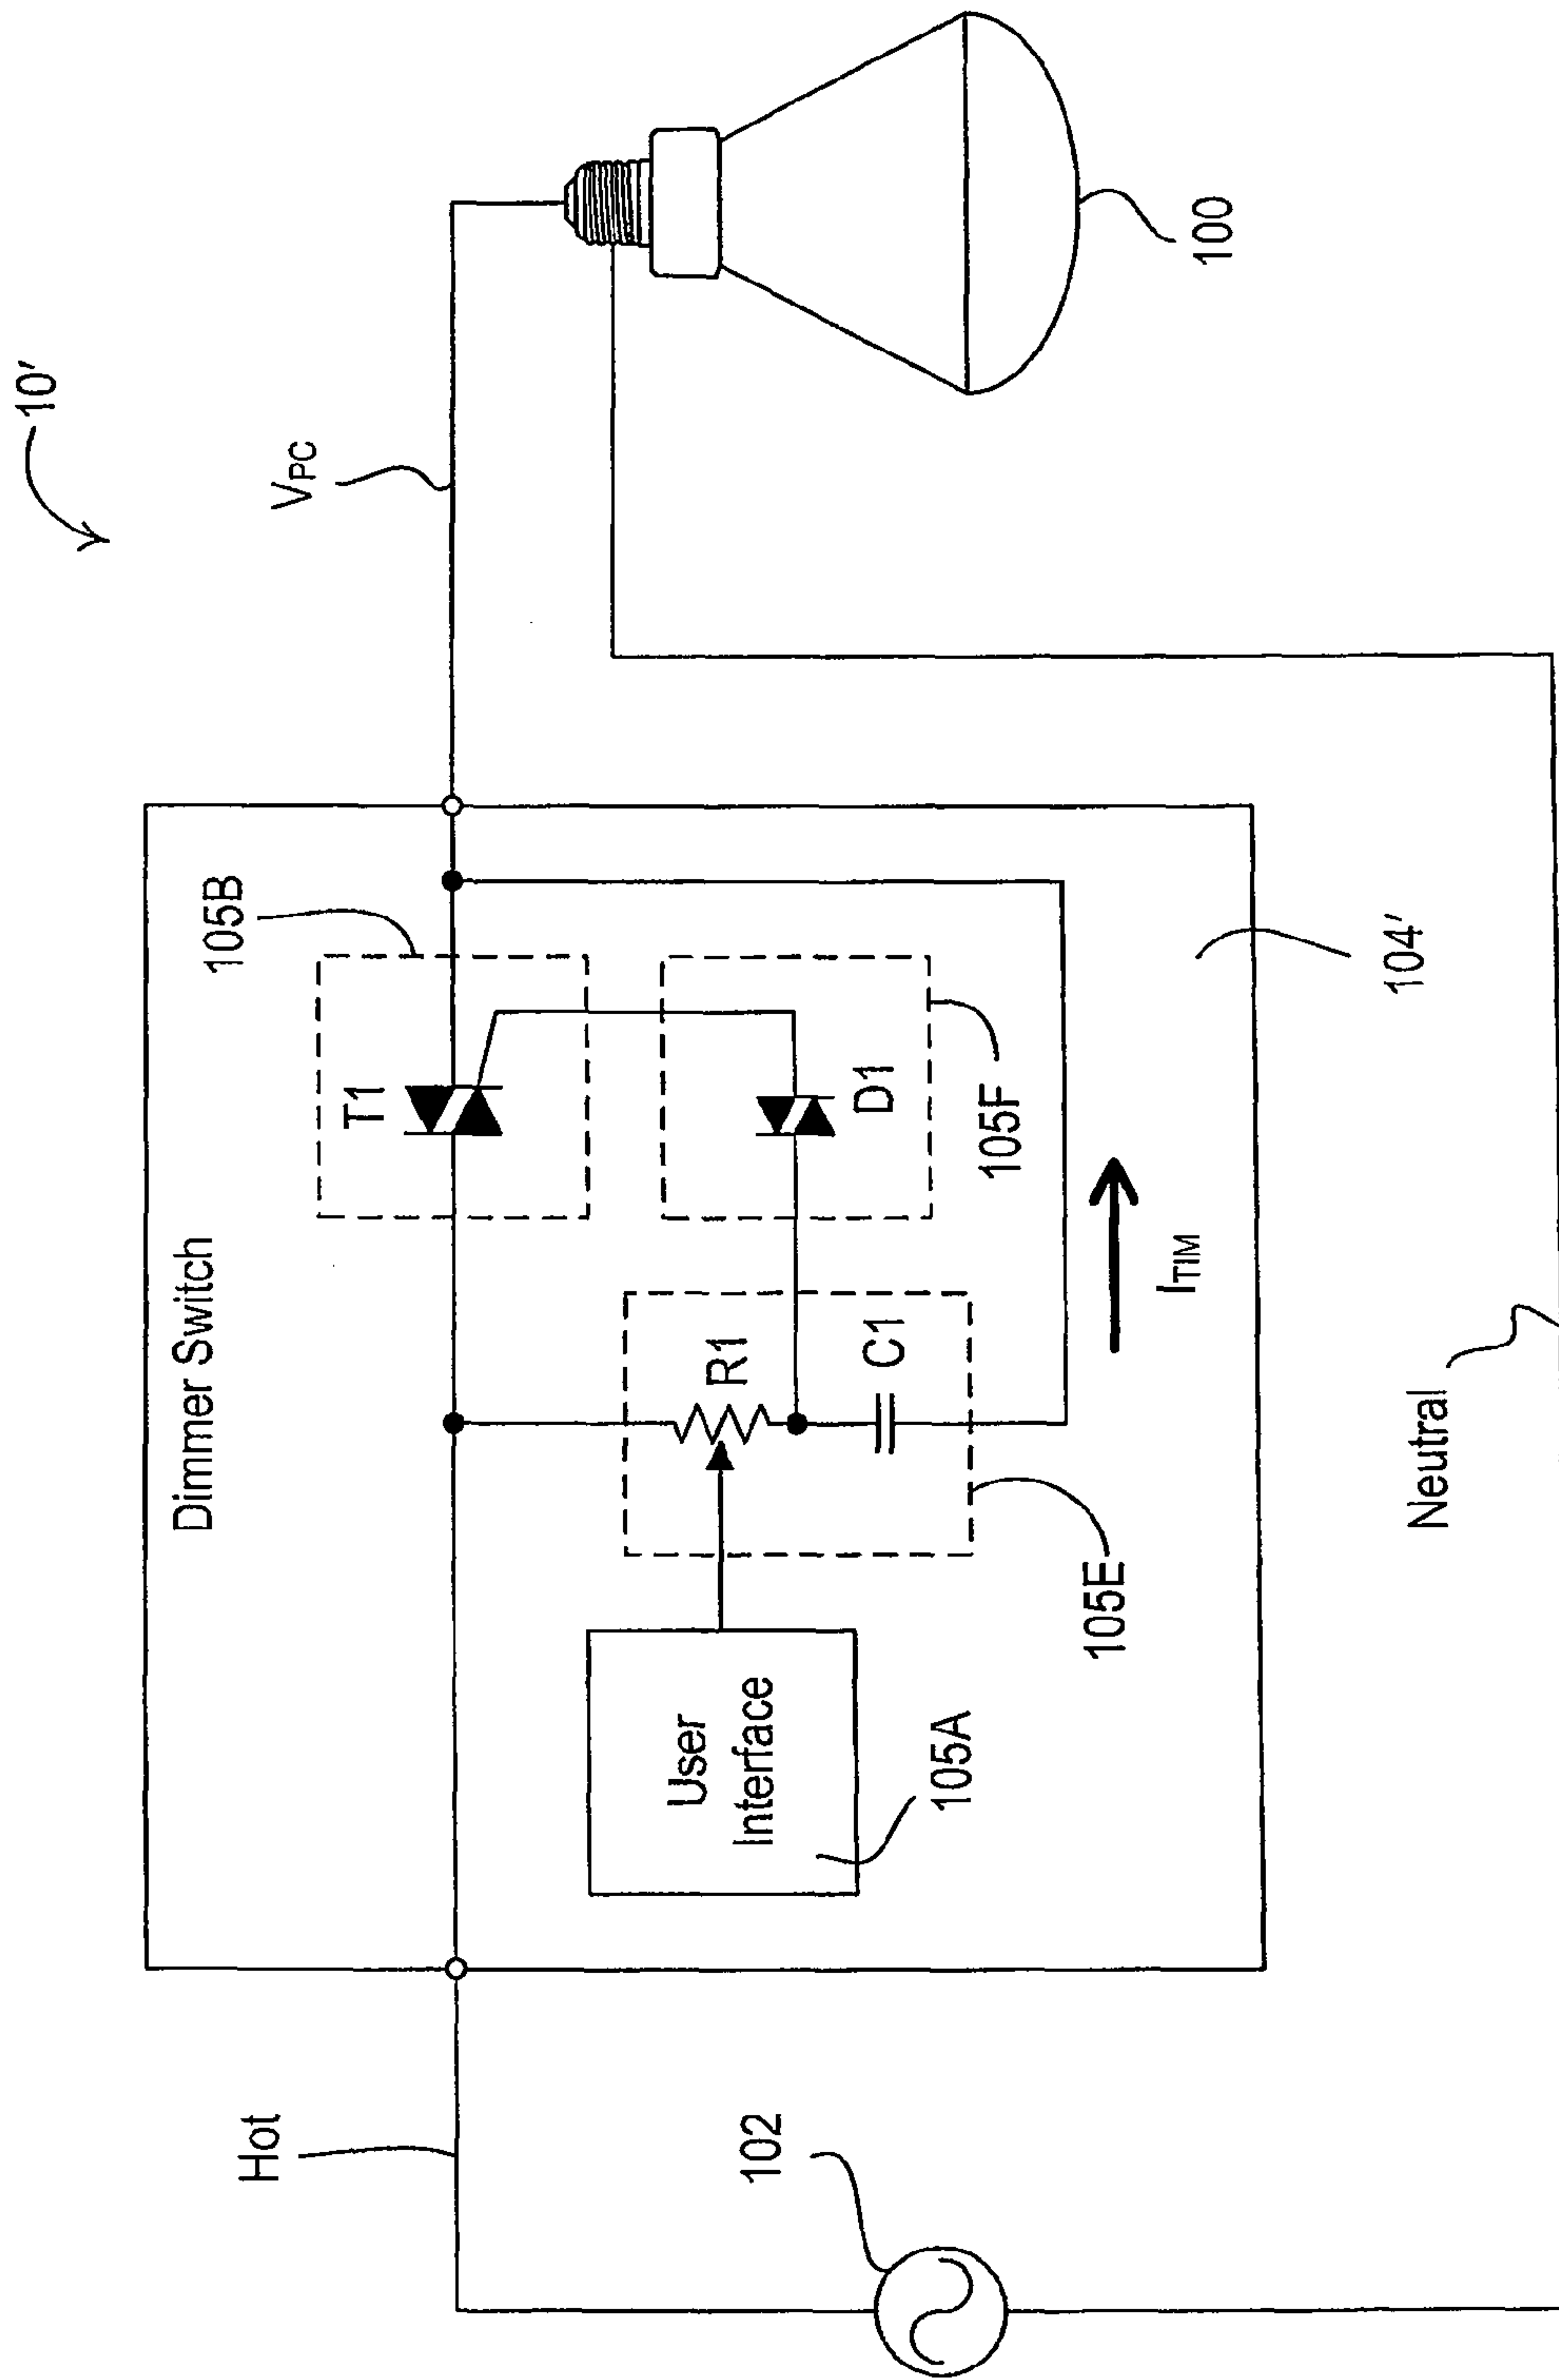 10′
VPC
100
Dimmer Switch
105B
T1
105F
D1
104′
R1
C1
ITIM
Neutral
105E
User
Interface
105A
Hot
102